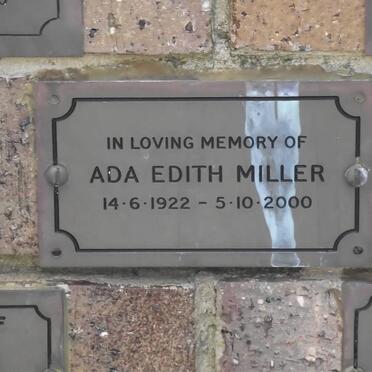 IN LOVING MEMORY OF
ADA EDITH MILLER
14·6·1922 – 5·10·2000